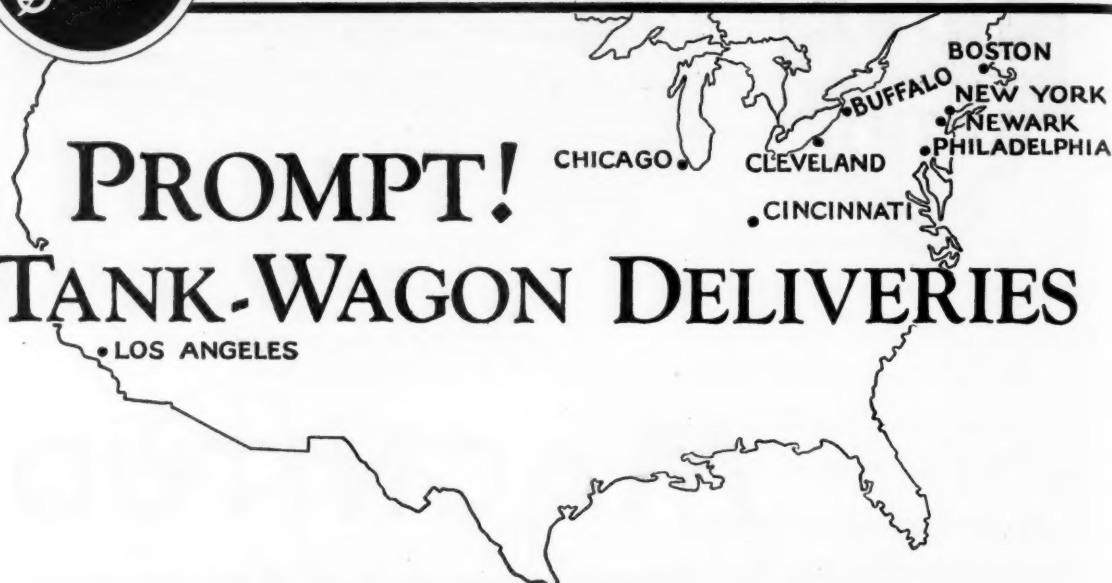 BOSTON
BUFFALO
NEW YORK
NEWARK
PHILADELPHIA
CHICAGO
CLEVELAND
CINCINNATI
PROMPT!
TANK-WAGON DELIVERIES
LOS ANGELES